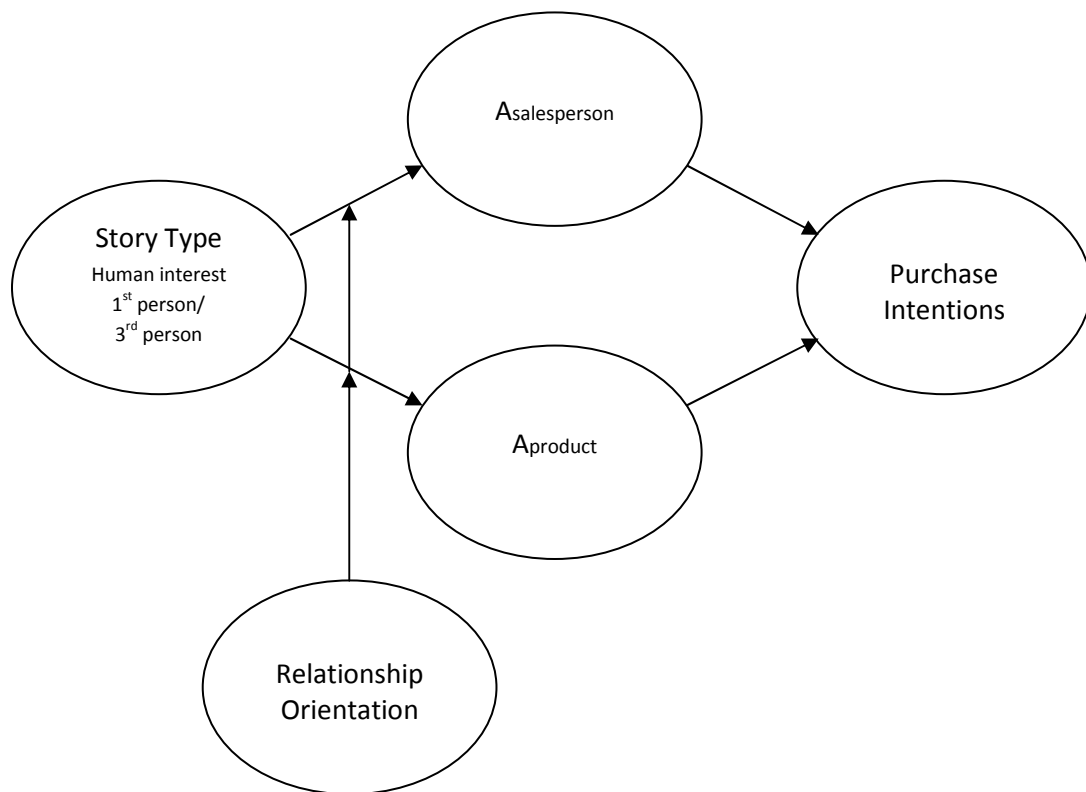 Asalesperson
Story Type
Human interest
1st person/
3rd person
Purchase
Intentions
Aproduct
Relationship
Orientation